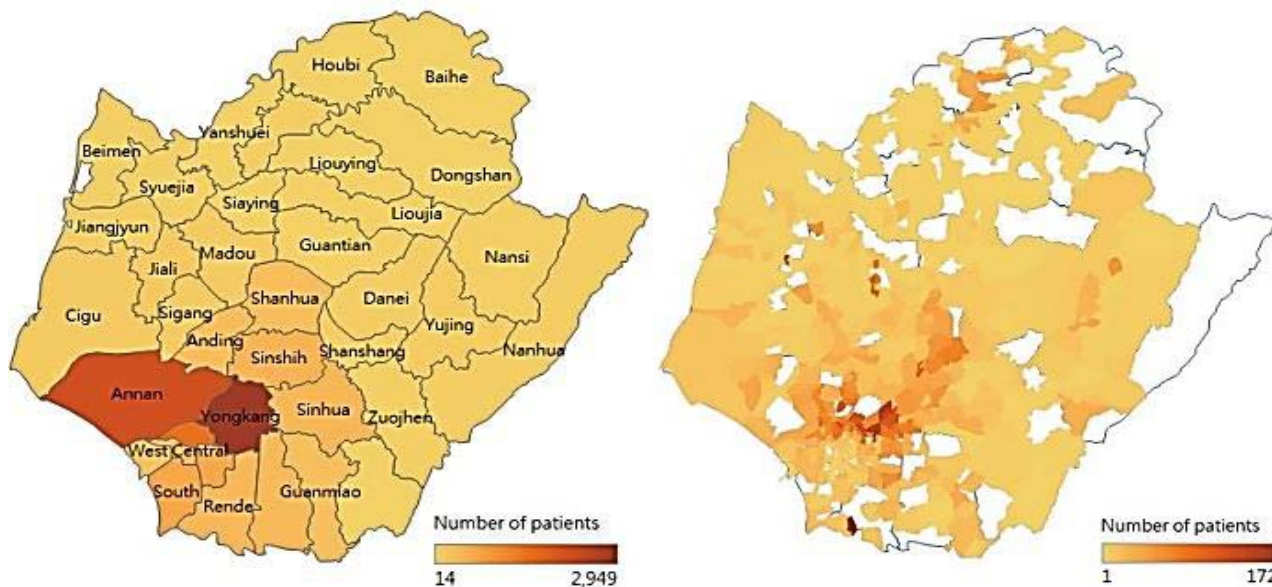 Houbi
Baihe
Yanshuei
Beimen
Liouying
Dongshan
Syuejia
Siaying
Lioujia
Jiangjyun
Madou
Guantian
Nansi
Jiali
Shanhua
Danei
Cigu
Sigang
Yujing
Anding
Sinshih
Shanshang
Nanhua
Annan
Yongkang
Sinhua
Zuojhen
West Central
South
Rende
Guanmiao
Number of patients
14 2,949
Number of patients
1